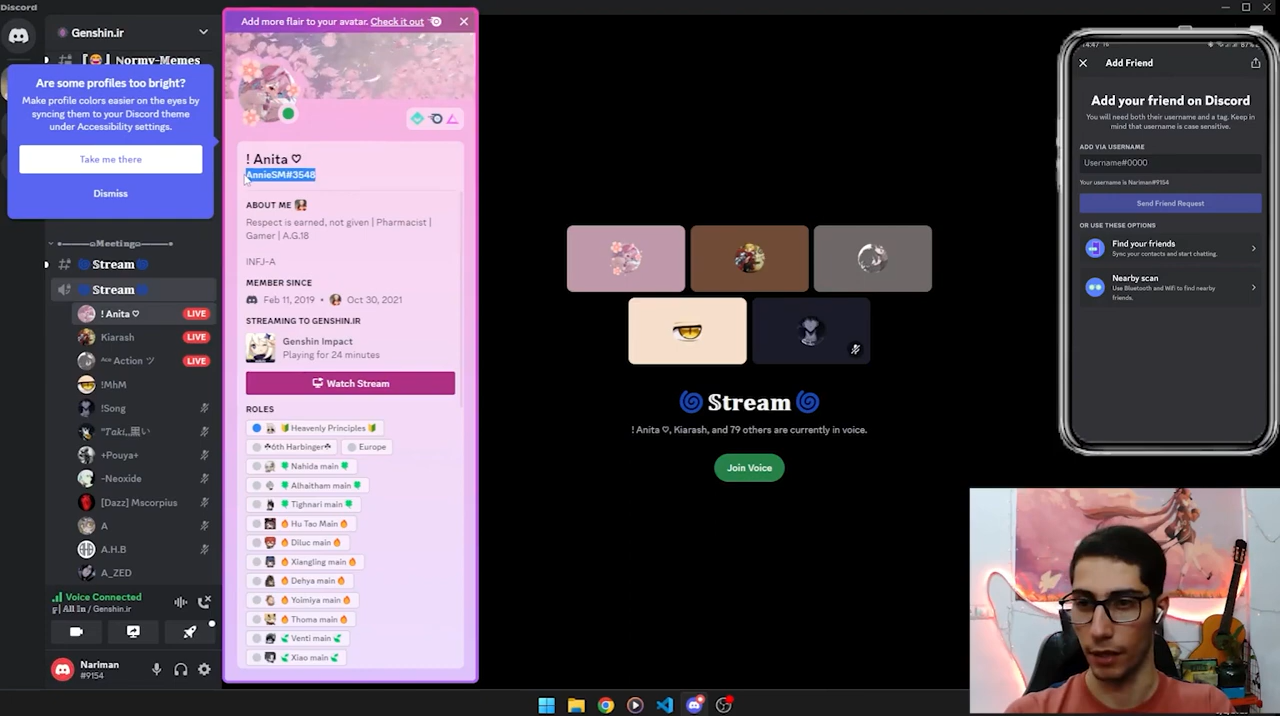 Discord
Genshin.ir
Normy-Memes
Are some profiles too bright?
Make profile colors easier on the eyes by
syncing them to your Discord theme
under Accessibility settings.
Take me there
Dismiss
Meeting
Stream
Stream
! Anita ♡ LIVE
Kiarash LIVE
Action ツ LIVE
!MhM
!Song
+Pouya+
-Neoxide
[Dazz] Mscorpius
A
A.H.B
A_ZED
Voice Connected
All In / Genshin.ir
Nariman
#9154
Add more flair to your avatar. Check it out
! Anita ♡
AnnieSM#3548
ABOUT ME
Respect is earned, not given | Pharmacist |
Gamer | A.G.18
INFJ-A
MEMBER SINCE
Feb 11, 2019 • Oct 30, 2021
STREAMING TO GENSHIN.IR
Genshin Impact
Playing for 24 minutes
Watch Stream
ROLES
Heavenly Principles
6th Harbinger Europe
Nahida main
Alhaitham main
Tighnari main
Hu Tao Main
Diluc main
Xiangling main
Dehya main
Yoimiya main
Thoma main
Venti main
Xiao main
Stream
! Anita ♡, Kiarash, and 79 others are currently in voice.
Join Voice
14:47 87%
Add Friend
Add your friend on Discord
You will need both their username and a tag. Keep in
mind that username is case sensitive.
ADD VIA USERNAME
Username#0000
Your username is Nariman#9154
Send Friend Request
OR USE THESE OPTIONS
Find your friends
Sync your contacts and start chatting.
Nearby scan
Use Bluetooth and Wifi to find nearby
friends.